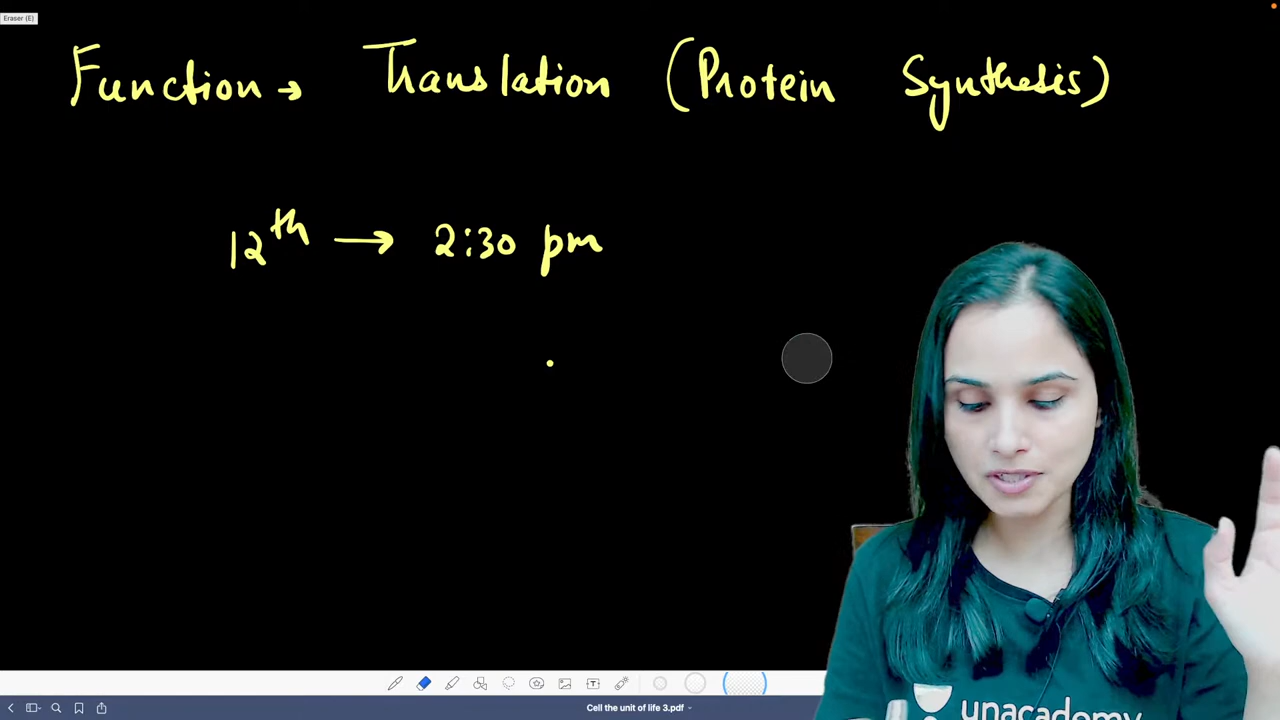 Eraser (E)
Function → Translation (Protein Synthesis)
12th → 2:30 pm
Cell the unit of life 3.pdf
unacademy